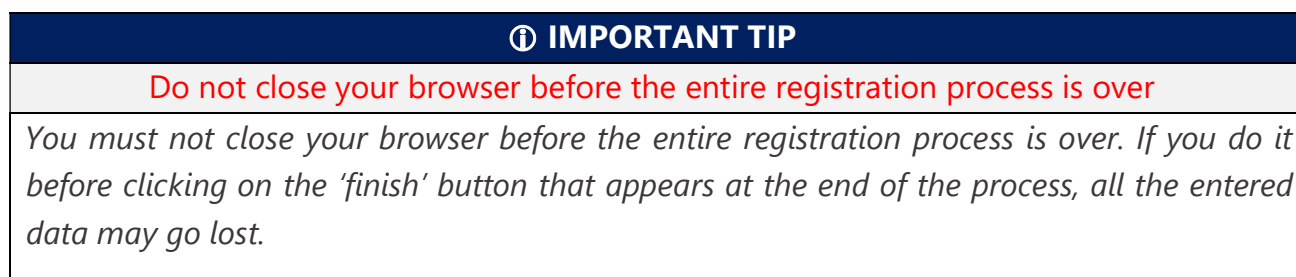 🛈 IMPORTANT TIP
Do not close your browser before the entire registration process is over
You must not close your browser before the entire registration process is over. If you do it
before clicking on the ‘finish’ button that appears at the end of the process, all the entered
data may go lost.